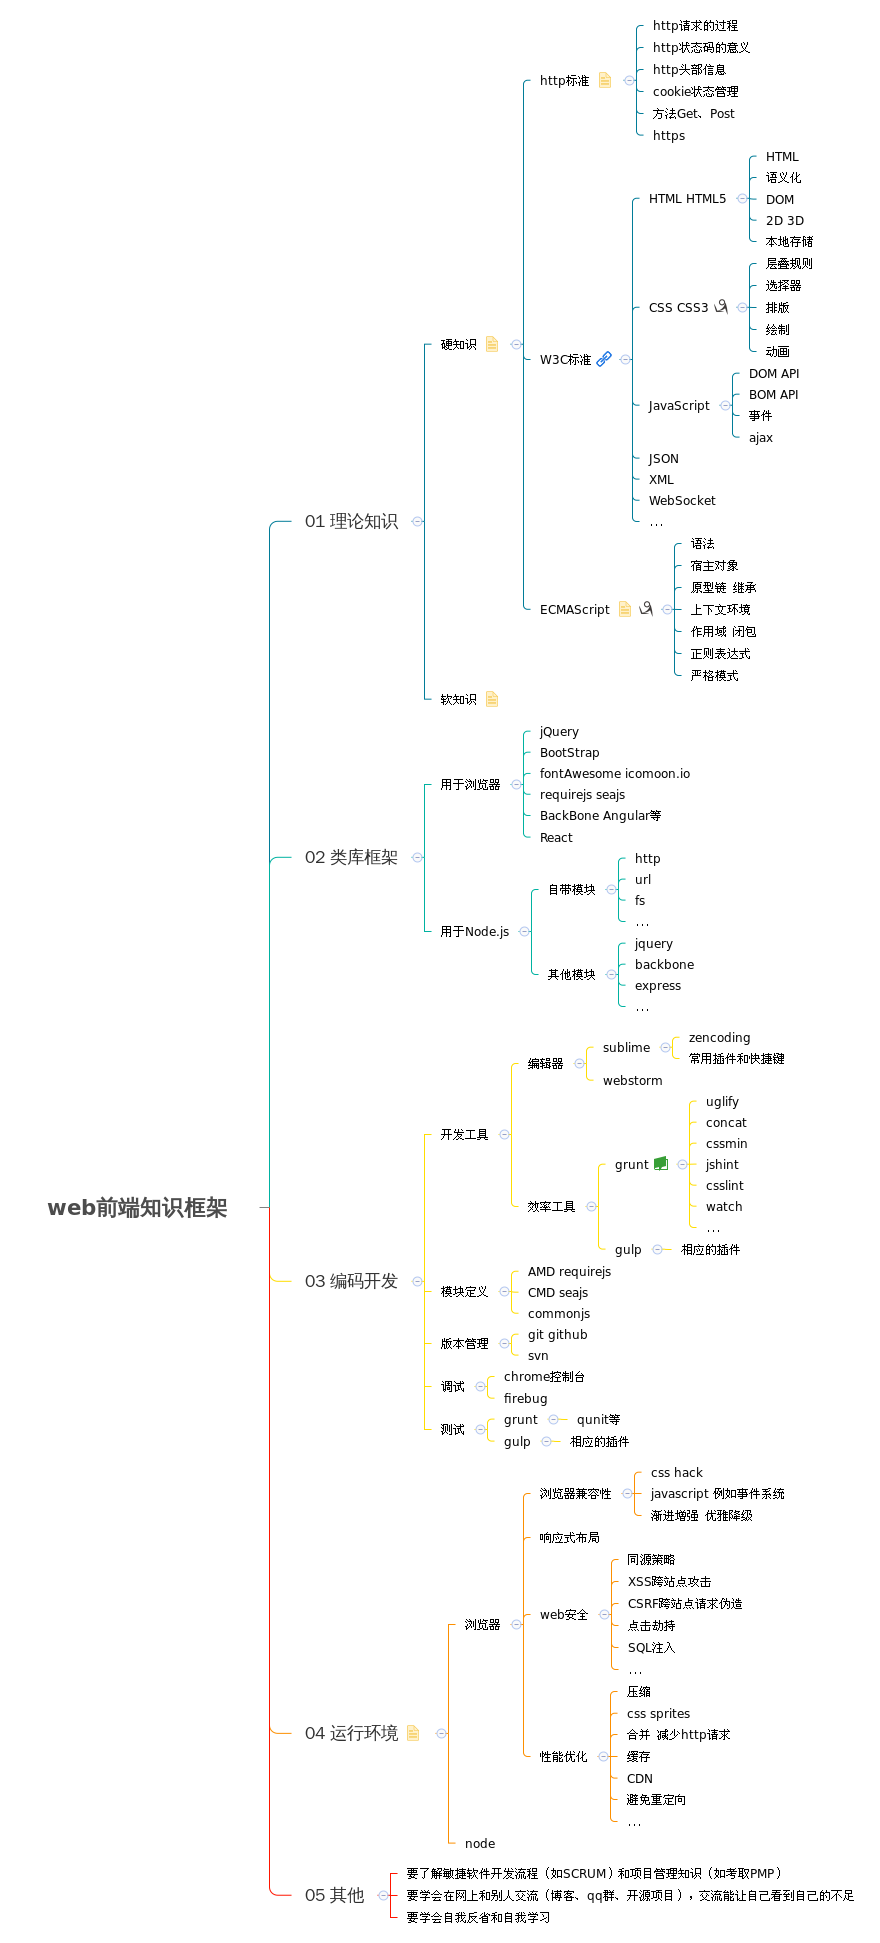 web前端知识框架
01 理论知识
硬知识
http标准
http请求的过程
http状态码的意义
http头部信息
cookie状态管理
方法Get、Post
https
W3C标准
HTML HTML5
HTML
语义化
DOM
2D 3D
本地存储
CSS CSS3
层叠规则
选择器
排版
绘制
动画
JavaScript
DOM API
BOM API
事件
ajax
JSON
XML
WebSocket
...
ECMAScript
语法
宿主对象
原型链 继承
上下文环境
作用域 闭包
正则表达式
严格模式
软知识
02 类库框架
用于浏览器
jQuery
BootStrap
fontAwesome icomoon.io
requirejs seajs
BackBone Angular等
React
用于Node.js
自带模块
http
url
fs
...
其他模块
jquery
backbone
express
...
03 编码开发
开发工具
编辑器
sublime
zencoding
常用插件和快捷键
webstorm
效率工具
grunt
uglify
concat
cssmin
jshint
csslint
watch
...
gulp
相应的插件
模块定义
AMD requirejs
CMD seajs
commonjs
版本管理
git github
svn
调试
chrome控制台
firebug
测试
grunt
qunit等
gulp
相应的插件
04 运行环境
浏览器
浏览器兼容性
css hack
javascript 例如事件系统
渐进增强 优雅降级
响应式布局
web安全
同源策略
XSS跨站点攻击
CSRF跨站点请求伪造
点击劫持
SQL注入
...
性能优化
压缩
css sprites
合并 减少http请求
缓存
CDN
避免重定向
...
node
05 其他
要了解敏捷软件开发流程（如SCRUM）和项目管理知识（如考取PMP）
要学会在网上和别人交流（博客、qq群、开源项目），交流能让自己看到自己的不足
要学会自我反省和自我学习